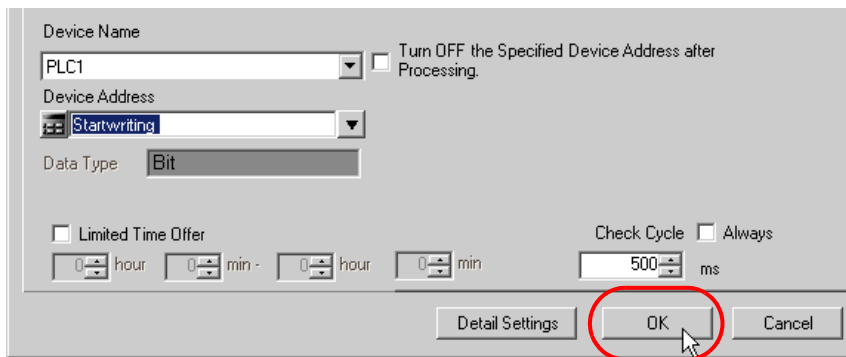 Device Name
PLC1
Turn OFF the Specified Device Address after
Processing.
Device Address
Startwriting
Data Type Bit
Limited Time Offer
Check Cycle Always
0 hour 0 min - 0 hour 0 min 500 ms
Detail Settings OK Cancel